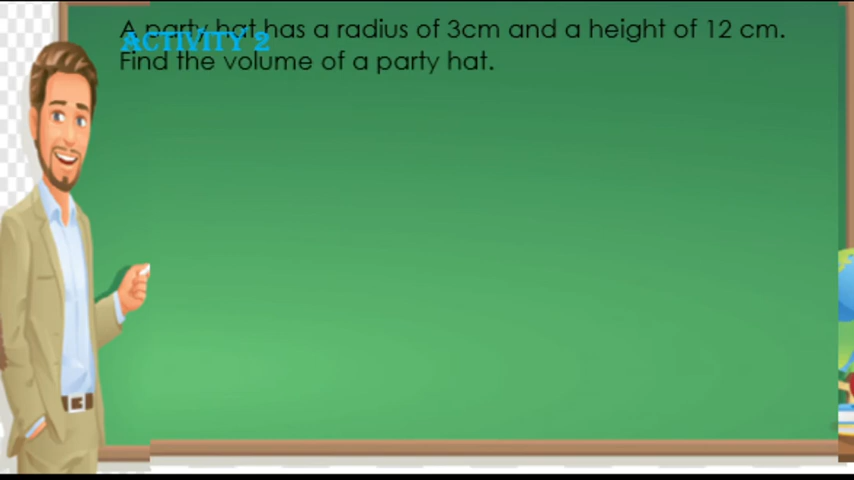 A party hat has a radius of 3cm and a height of 12 cm.
ACTIVITY 2
Find the volume of a party hat.